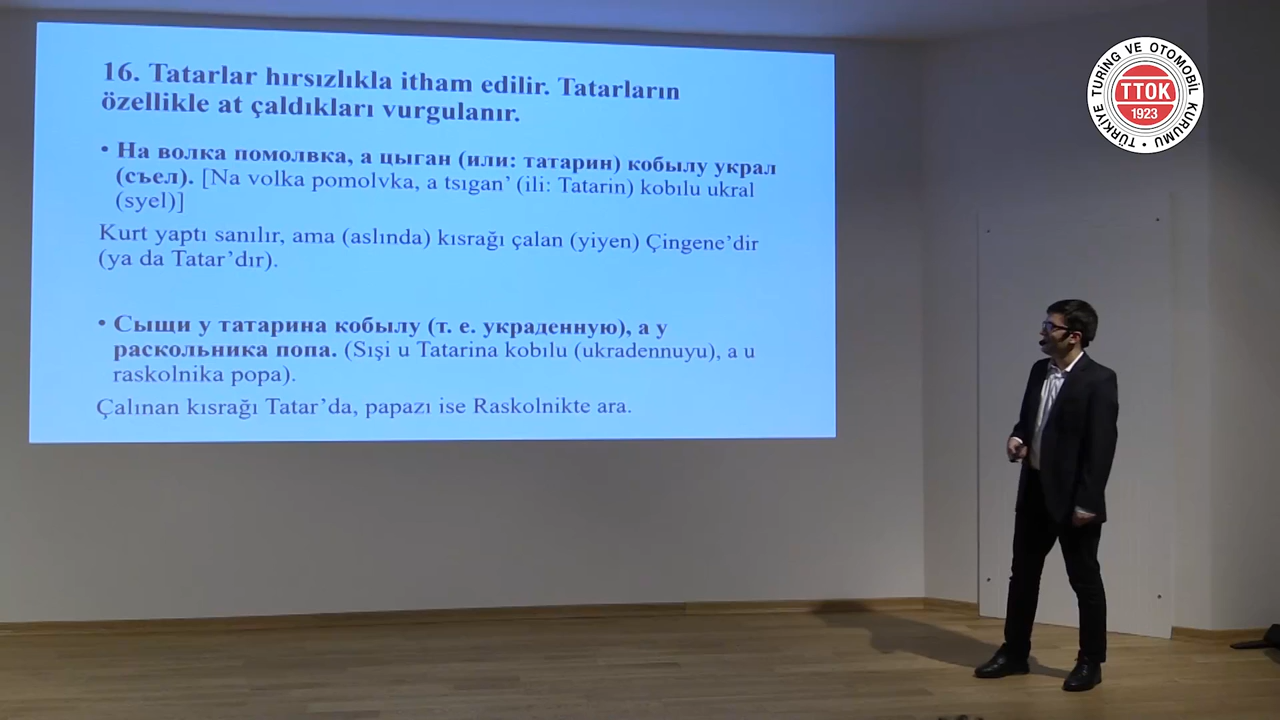 16. Tatarlar hırsızlıkla itham edilir. Tatarların
özellikle at çaldıkları vurgulanır.
• На волка помолвка, а цыган (или: татарин) кобылу украл
(съел). [Na volka pomolvka, a tsıgan’ (ili: Tatarin) kobılu ukral
(syel)]
Kurt yaptı sanılır, ama (aslında) kısrağı çalan (yiyen) Çingene’dir
(ya da Tatar’dır).
• Сыщи у татарина кобылу (т. е. украденную), а у
раскольника попа. (Sışi u Tatarina kobılu (ukradennuyu), a u
raskolnika popa).
Çalınan kısrağı Tatar’da, papazı ise Raskolnikte ara.
TÜRKİYE TURİNG VE OTOMOBİL KURUMU •
TTOK
1923